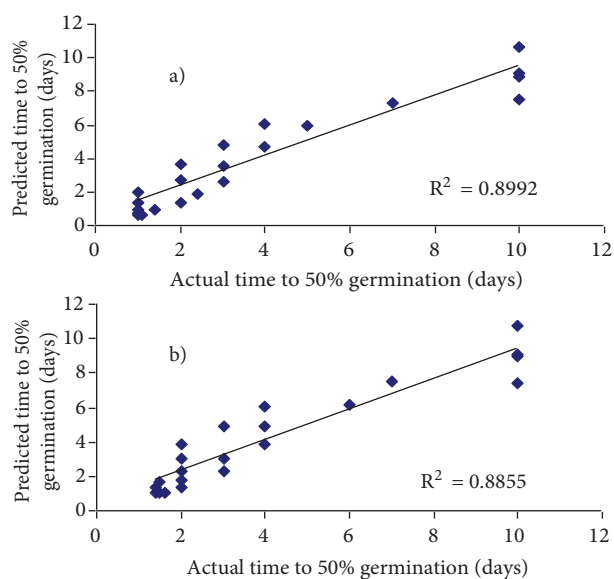 Predicted time to 50%
germination (days)
12
10
8
6
4
2
0
a)
R² = 0.8992
0 2 4 6 8 10 12
Actual time to 50% germination (days)
Predicted time to 50%
germination (days)
12
10
8
6
4
2
0
b)
R² = 0.8855
0 2 4 6 8 10 12
Actual time to 50% germination (days)